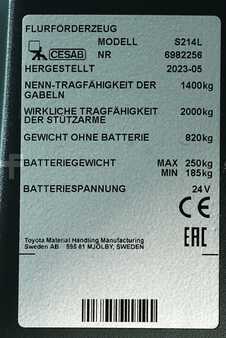 FLURFÖRDERZEUG
CESAB MODELL S214L
NR 6982256
HERGESTELLT 2023-05
NENN-TRAGFÄHIGKEIT DER GABELN 1400kg
WIRKLICHE TRAGFÄHIGKEIT DER STÜTZARME 2000kg
GEWICHT OHNE BATTERIE 820kg
BATTERIEGEWICHT MAX 250kg
MIN 185kg
BATTERIESPANNUNG 24V
CE
EAC
Toyota Material Handling Manufacturing
Sweden AB 595 81 MJÖLBY, SWEDEN